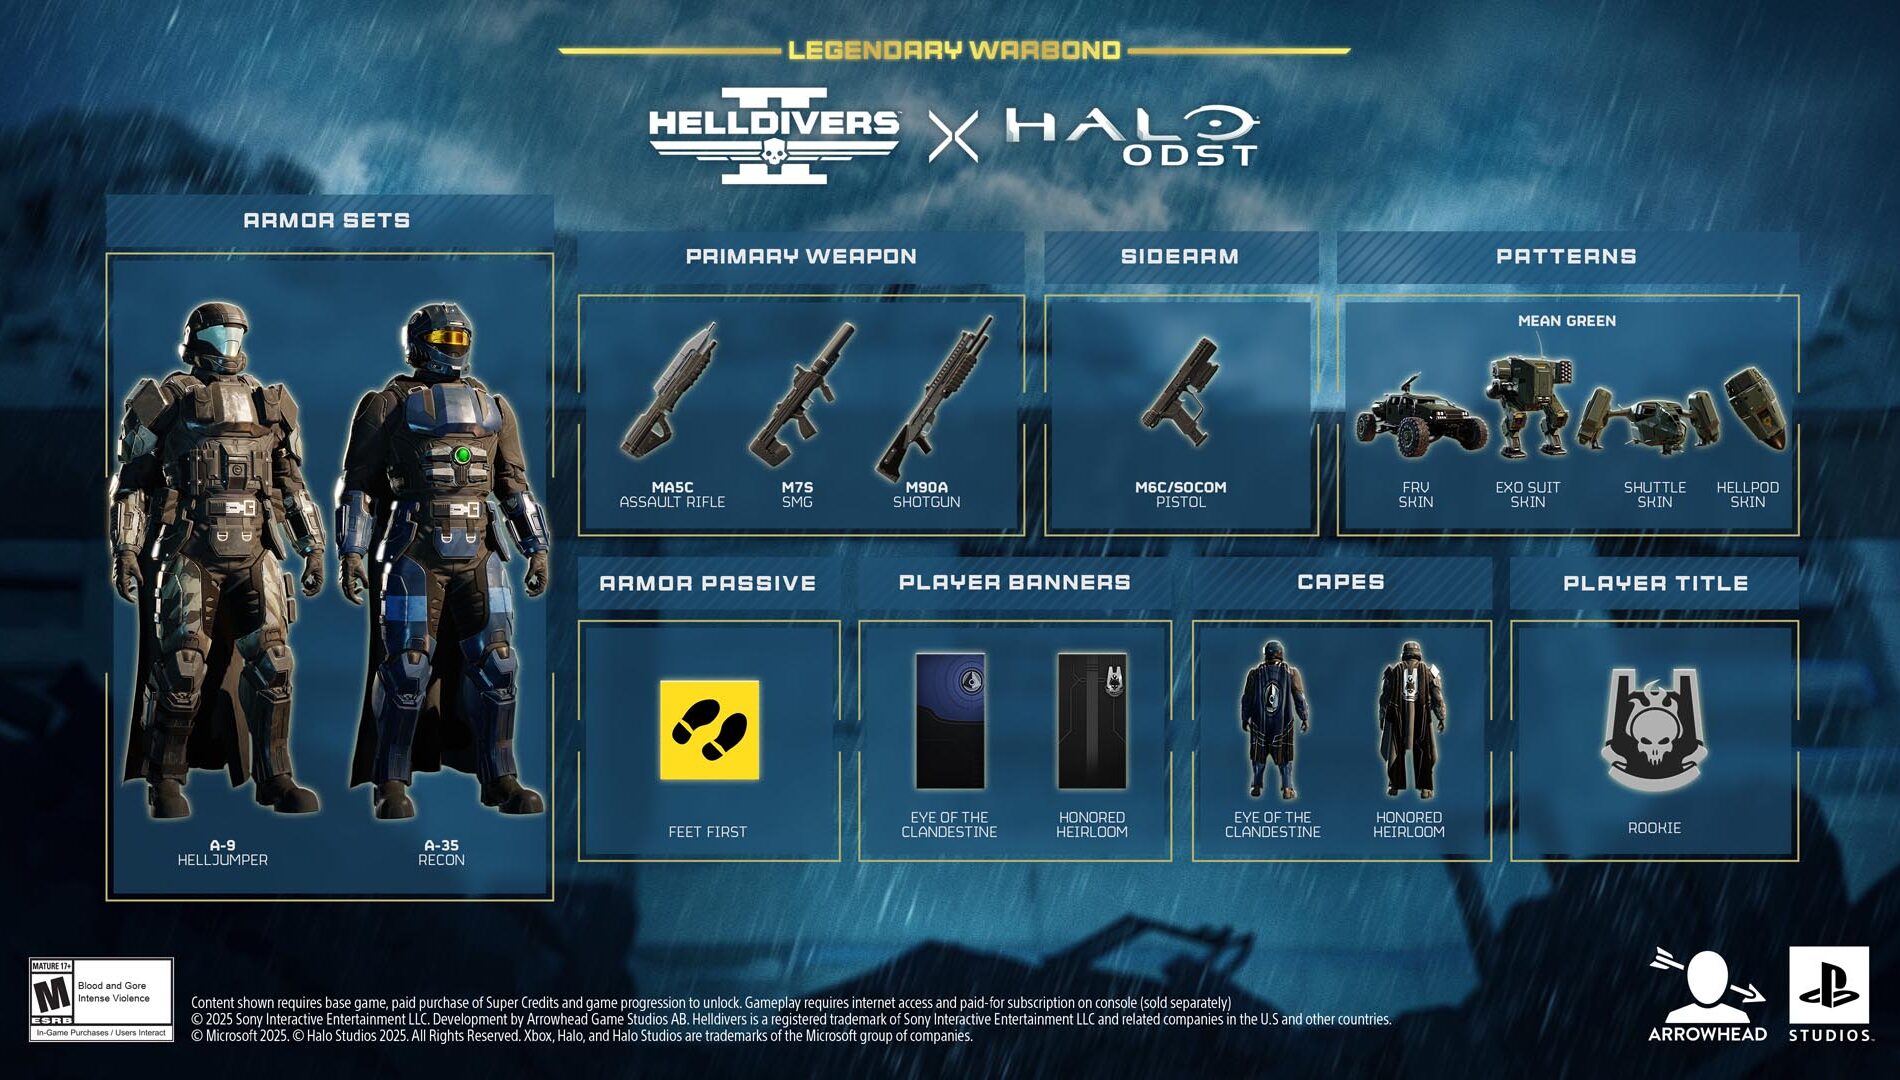 LEGENDARY WARBOND
HELLDIVERS II X HALO
ODST
ARMOR SETS
A-9
HELLJUMPER
A-35
RECON
PRIMARY WEAPON
MA5C
ASSAULT RIFLE
M7S
SMG
M90A
SHOTGUN
SIDEARM
M6C/SOCOM
PISTOL
PATTERNS
MEAN GREEN
FRV
SKIN
EXO SUIT
SKIN
SHUTTLE
SKIN
HELLPOD
SKIN
ARMOR PASSIVE
FEET FIRST
PLAYER BANNERS
EYE OF THE
CLANDESTINE
HONORED
HEIRLOOM
CAPES
EYE OF THE
CLANDESTINE
HONORED
HEIRLOOM
PLAYER TITLE
ROOKIE
MATURE 17+
M
ESRB
Blood and Gore
Intense Violence
In-Game Purchases / Users Interact
Content shown requires base game, paid purchase of Super Credits and game progression to unlock. Gameplay requires internet access and paid-for subscription on console (sold separately)
© 2025 Sony Interactive Entertainment LLC. Development by Arrowhead Game Studios AB. Helldivers is a registered trademark of Sony Interactive Entertainment LLC and related companies in the U.S and other countries.
© Microsoft 2025. © Halo Studios 2025. All Rights Reserved. Xbox, Halo, and Halo Studios are trademarks of the Microsoft group of companies.
ARROWHEAD
STUDIOS